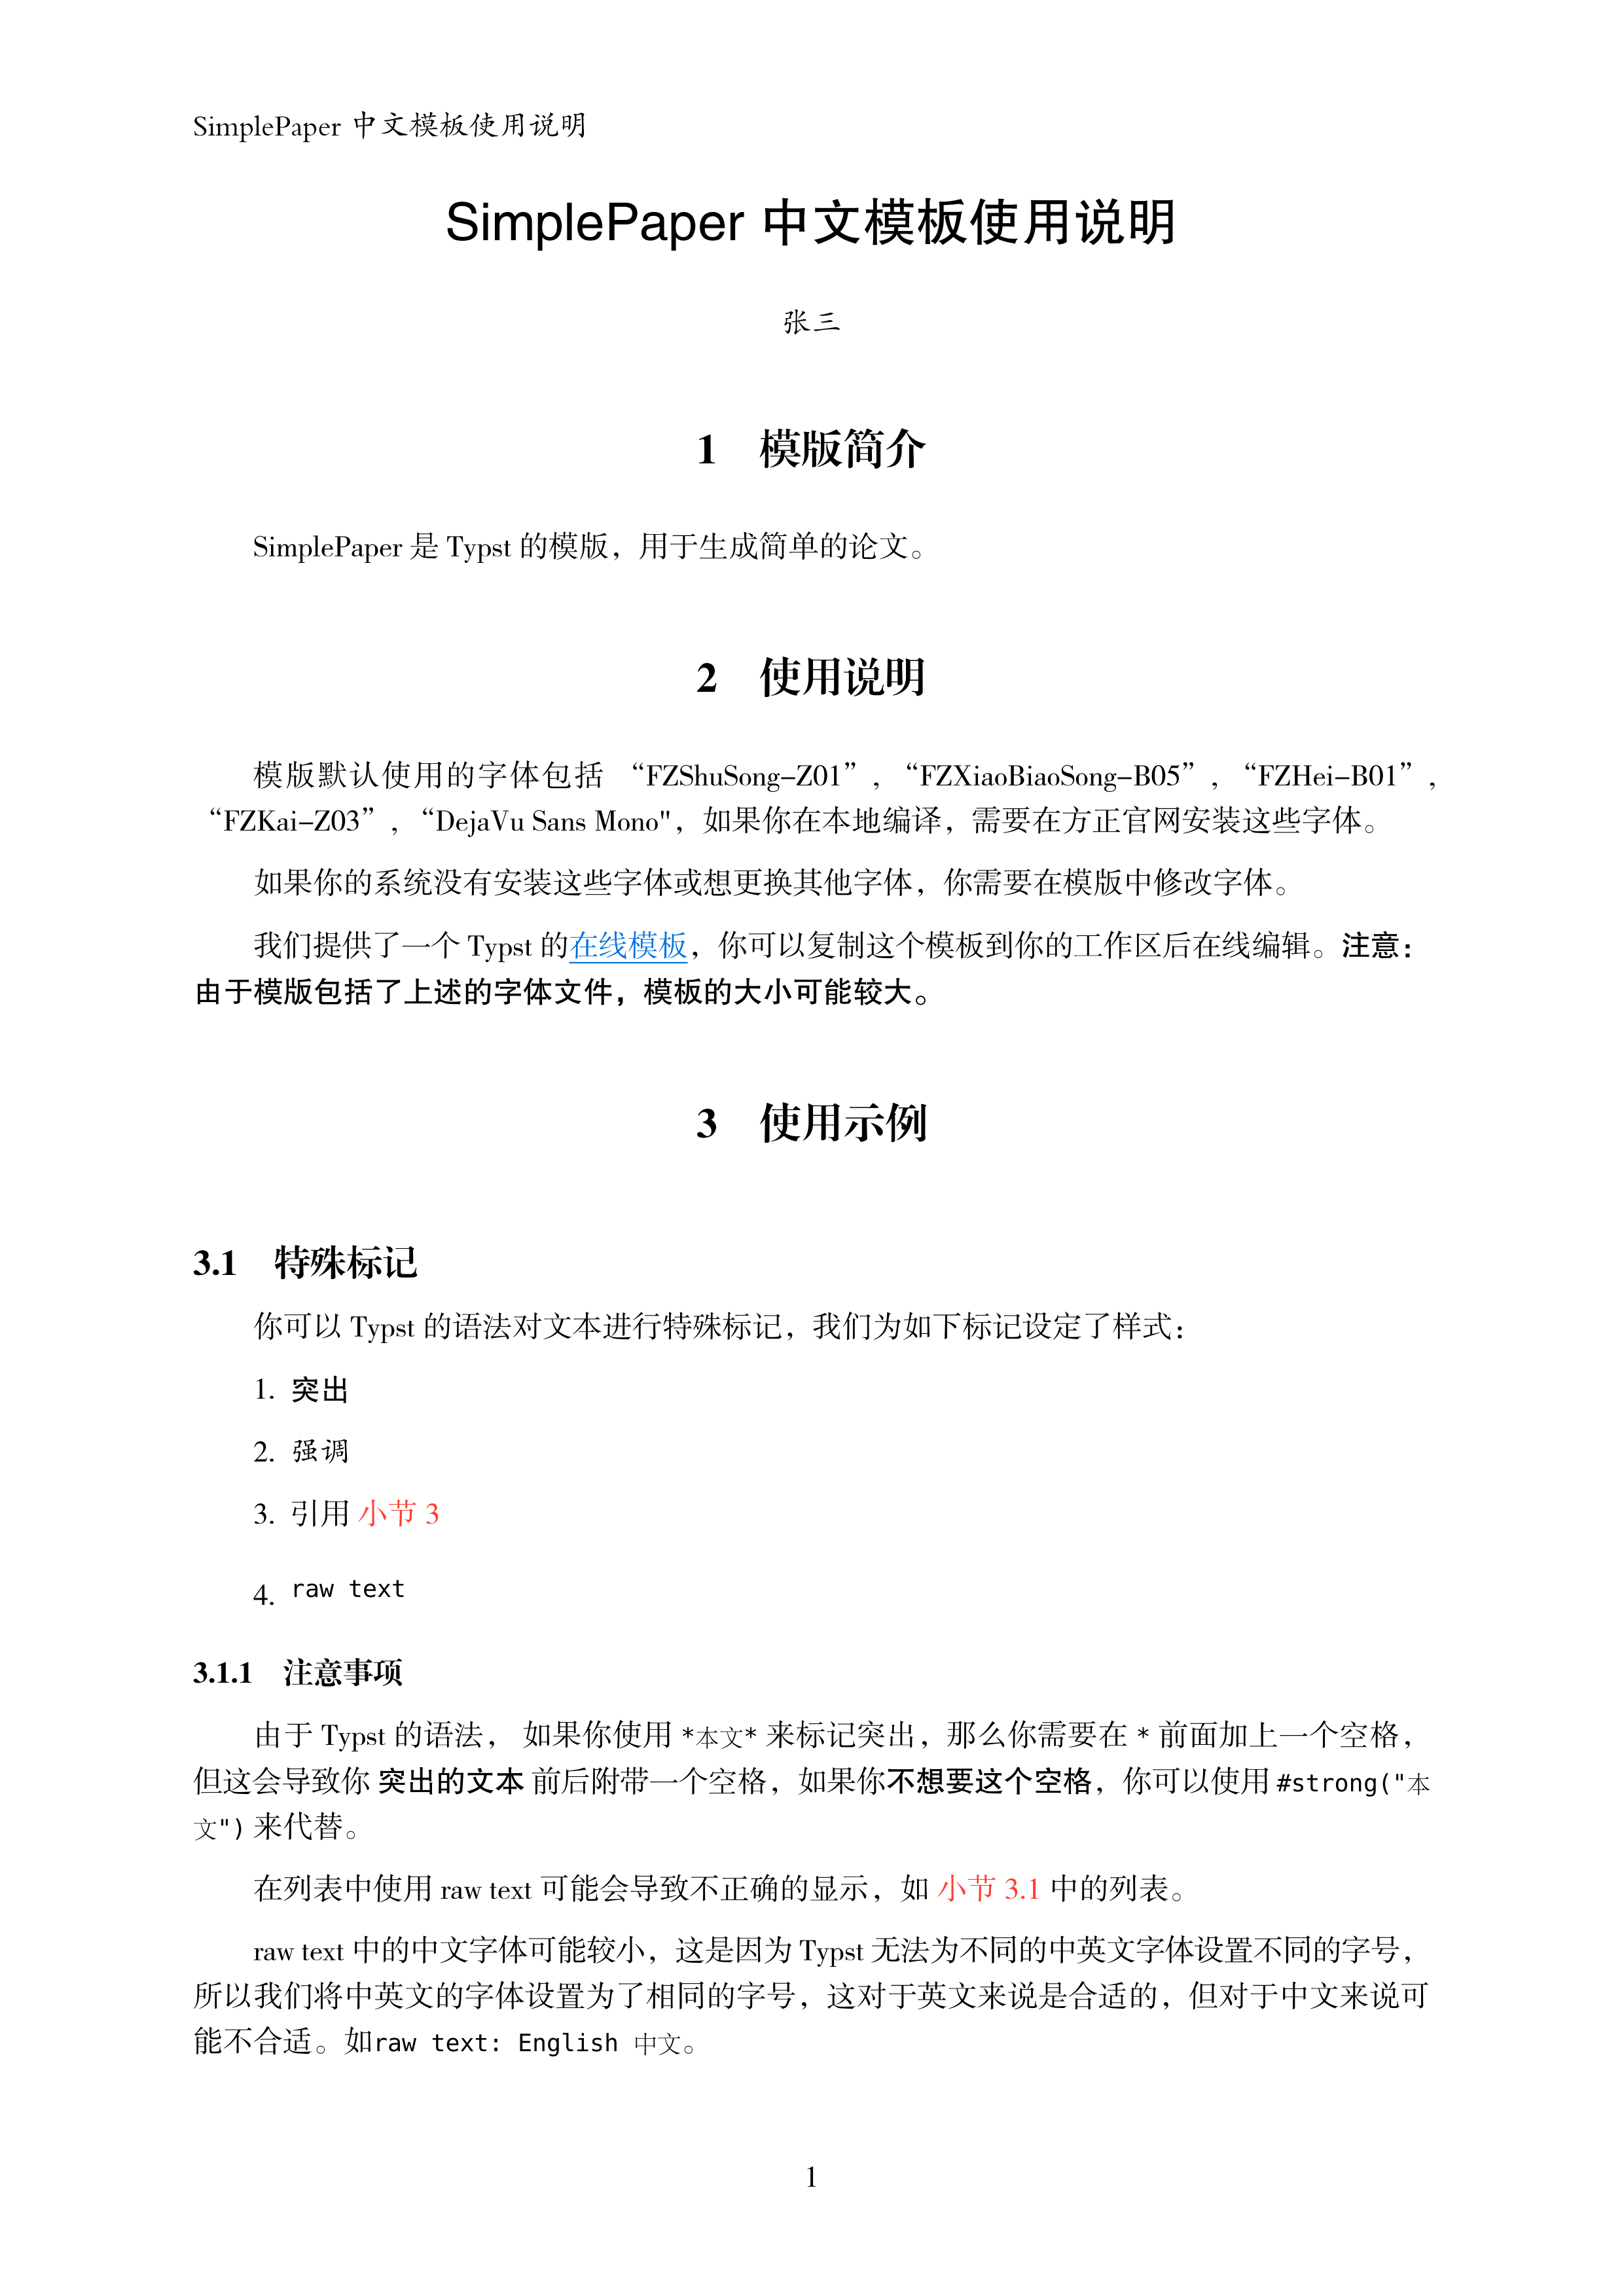 SimplePaper 中文模板使用说明
SimplePaper 中文模板使用说明
张三
1 模版简介
SimplePaper 是 Typst 的模版，用于生成简单的论文。
2 使用说明
模版默认使用的字体包括 “FZShuSong-Z01”, “FZXiaoBiaoSong-B05”, “FZHei-B01”,
“FZKai-Z03”, “DejaVu Sans Mono"，如果你在本地编译，需要在方正官网安装这些字体。
如果你的系统没有安装这些字体或想更换其他字体，你需要在模版中修改字体。
我们提供了一个 Typst 的在线模板，你可以复制这个模板到你的工作区后在线编辑。注意：
由于模版包括了上述的字体文件，模板的大小可能较大。
3 使用示例
3.1 特殊标记
你可以 Typst 的语法对文本进行特殊标记，我们为如下标记设定了样式：
1. 突出
2. 强调
3. 引用 小节 3
4. raw text
3.1.1 注意事项
由于 Typst 的语法， 如果你使用 *本文* 来标记突出，那么你需要在 * 前面加上一个空格，
但这会导致你 突出的文本 前后附带一个空格，如果你不想要这个空格，你可以使用 #strong("本
文") 来代替。
在列表中使用 raw text 可能会导致不正确的显示，如 小节 3.1 中的列表。
raw text 中的中文字体可能较小，这是因为 Typst 无法为不同的中英文字体设置不同的字号，
所以我们将中英文的字体设置为了相同的字号，这对于英文来说是合适的，但对于中文来说可
能不合适。如raw text: English 中文。
1